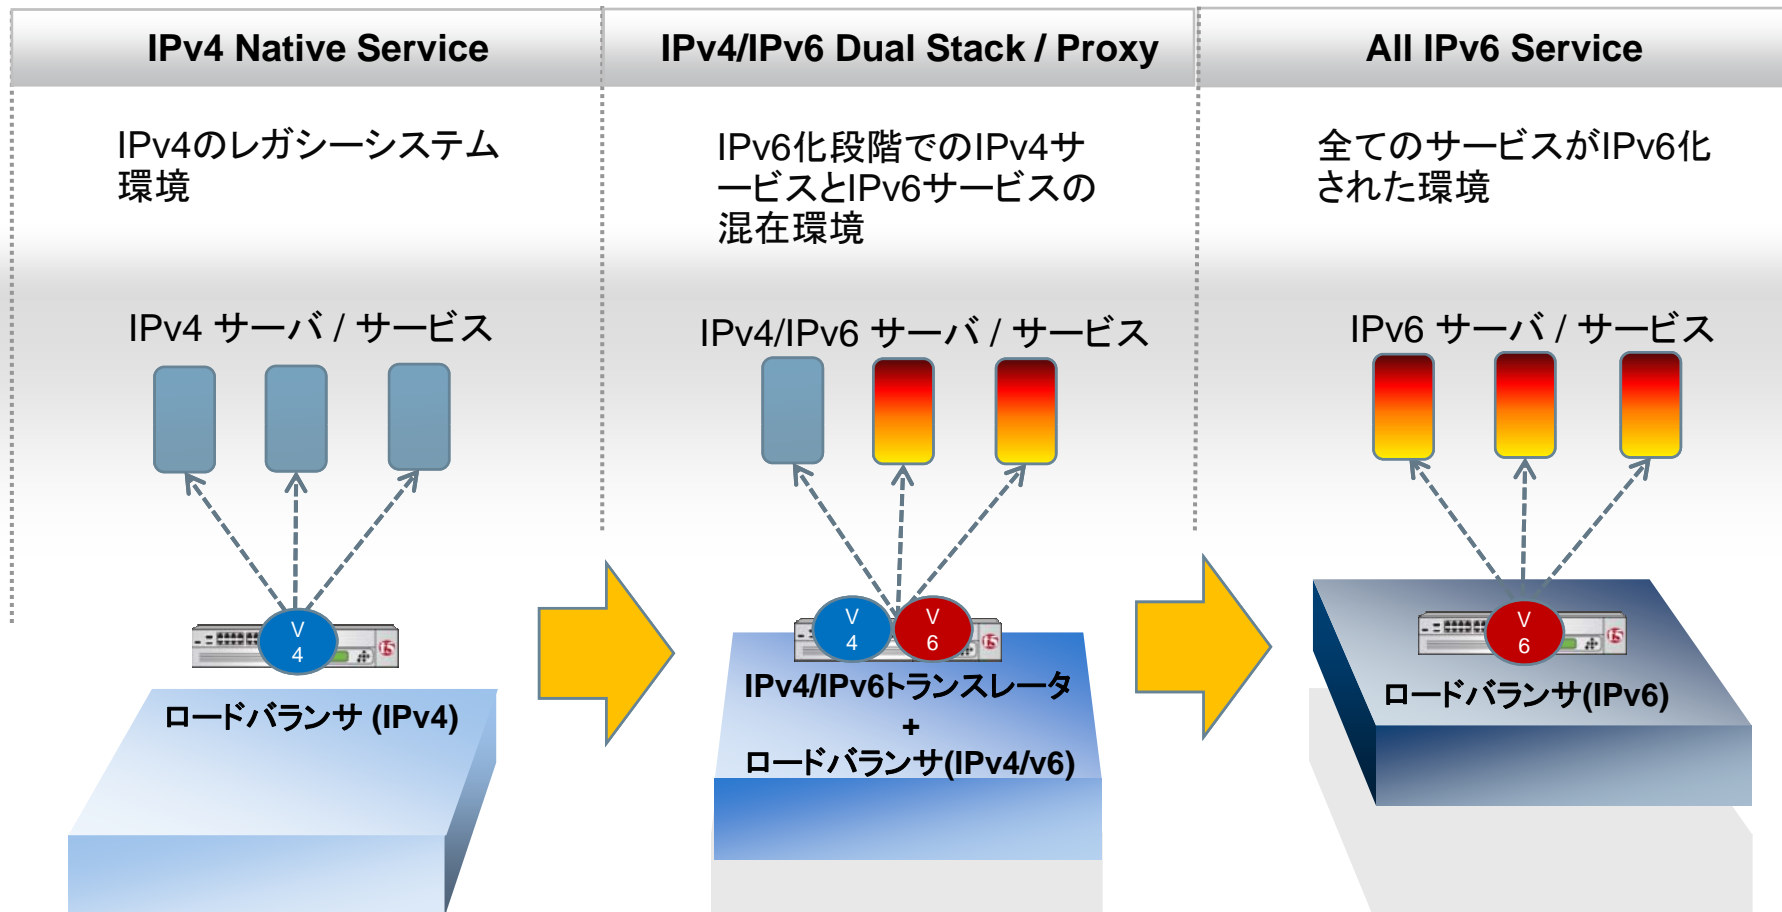 IPv4 Native Service
IPv4/IPv6 Dual Stack / Proxy
All IPv6 Service
IPv4のレガシーシステム
環境
IPv6化段階でのIPv4サ
ービスとIPv6サービスの
混在環境
全てのサービスがIPv6化
された環境
IPv4 サーバ / サービス
IPv4/IPv6 サーバ / サービス
IPv6 サーバ / サービス
V
4
ロードバランサ (IPv4)
V
4
V
6
IPv4/IPv6トランスレータ
+
ロードバランサ(IPv4/v6)
V
6
ロードバランサ(IPv6)